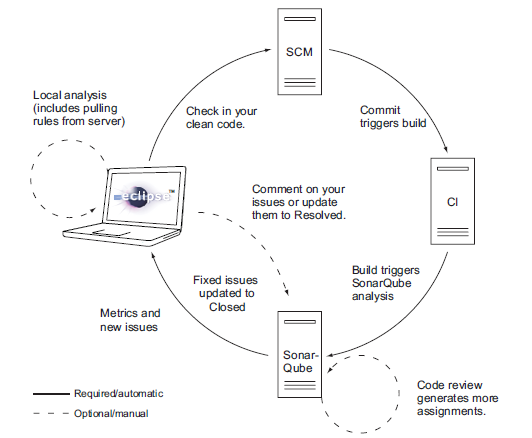 SCM
Local analysis
(includes pulling
rules from server)
Check in your
clean code.
Commit
triggers build
eclipse
Comment on your
issues or update
them to Resolved.
CI
Fixed issues
updated to
Closed
Build triggers
SonarQube
analysis
Metrics and
new issues
Sonar-
Qube
Code review
generates more
assignments.
Required/automatic
Optional/manual